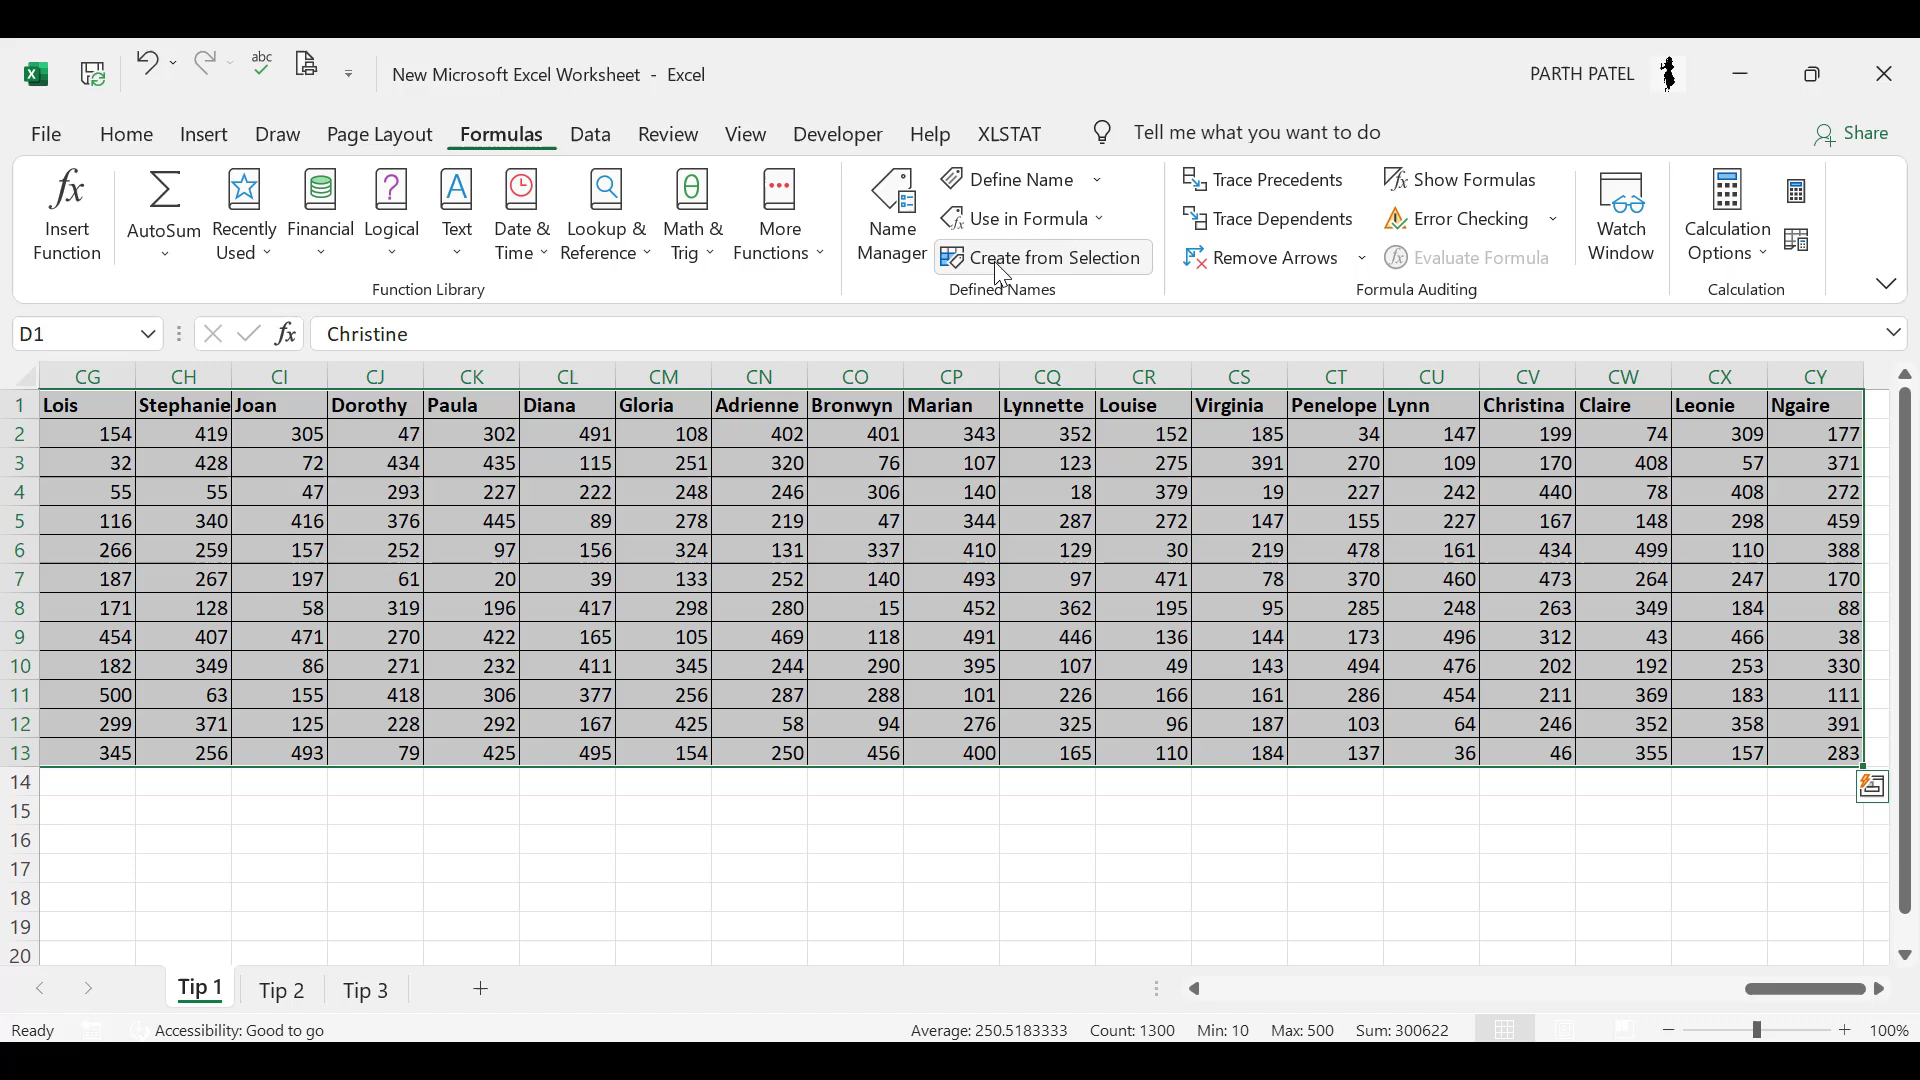 New Microsoft Excel Worksheet - Excel
PARTH PATEL
File Home Insert Draw Page Layout Formulas Data Review View Developer Help XLSTAT Tell me what you want to do Share
Insert Function
AutoSum
Recently Used
Financial
Logical
Text
Date & Time
Lookup & Reference
Math & Trig
More Functions
Function Library
Name Manager
Define Name
Use in Formula
Create from Selection
Defined Names
Trace Precedents
Trace Dependents
Remove Arrows
Show Formulas
Error Checking
Evaluate Formula
Formula Auditing
Watch Window
Calculation Options
Calculation
D1 fx Christine
CG CH CI CJ CK CL CM CN CO CP CQ CR CS CT CU CV CW CX CY
1 Lois Stephanie Joan Dorothy Paula Diana Gloria Adrienne Bronwyn Marian Lynnette Louise Virginia Penelope Lynn Christina Claire Leonie Ngaire
2 154 419 305 47 302 491 108 402 401 343 352 152 185 34 147 199 74 309 177
3 32 428 72 434 435 115 251 320 76 107 123 275 391 270 109 170 408 57 371
4 55 55 47 293 227 222 248 246 306 140 18 379 19 227 242 440 78 408 272
5 116 340 416 376 445 89 278 219 47 344 287 272 147 155 227 167 148 298 459
6 266 259 157 252 97 156 324 131 337 410 129 30 219 478 161 434 499 110 388
7 187 267 197 61 20 39 133 252 140 493 97 471 78 370 460 473 264 247 170
8 171 128 58 319 196 417 298 280 15 452 362 195 95 285 248 263 349 184 88
9 454 407 471 270 422 165 105 469 118 491 446 136 144 173 496 312 43 466 38
10 182 349 86 271 232 411 345 244 290 395 107 49 143 494 476 202 192 253 330
11 500 63 155 418 306 377 256 287 288 101 226 166 161 286 454 211 369 183 111
12 299 371 125 228 292 167 425 58 94 276 325 96 187 103 64 246 352 358 391
13 345 256 493 79 425 495 154 250 456 400 165 110 184 137 36 46 355 157 283
14
15
16
17
18
19
20
Tip 1 Tip 2 Tip 3
Ready Accessibility: Good to go Average: 250.5183333 Count: 1300 Min: 10 Max: 500 Sum: 300622 100%